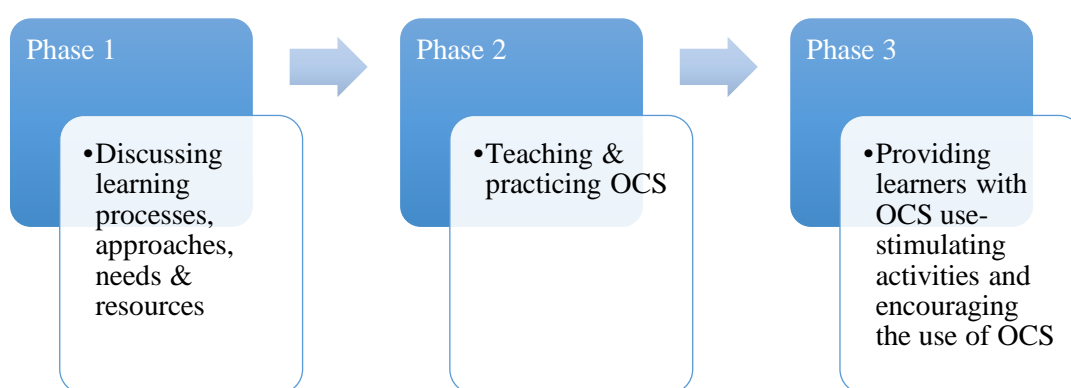 Phase 1
•Discussing
learning
processes,
approaches,
needs &
resources
Phase 2
•Teaching &
practicing OCS
Phase 3
•Providing
learners with
OCS use-
stimulating
activities and
encouraging
the use of OCS